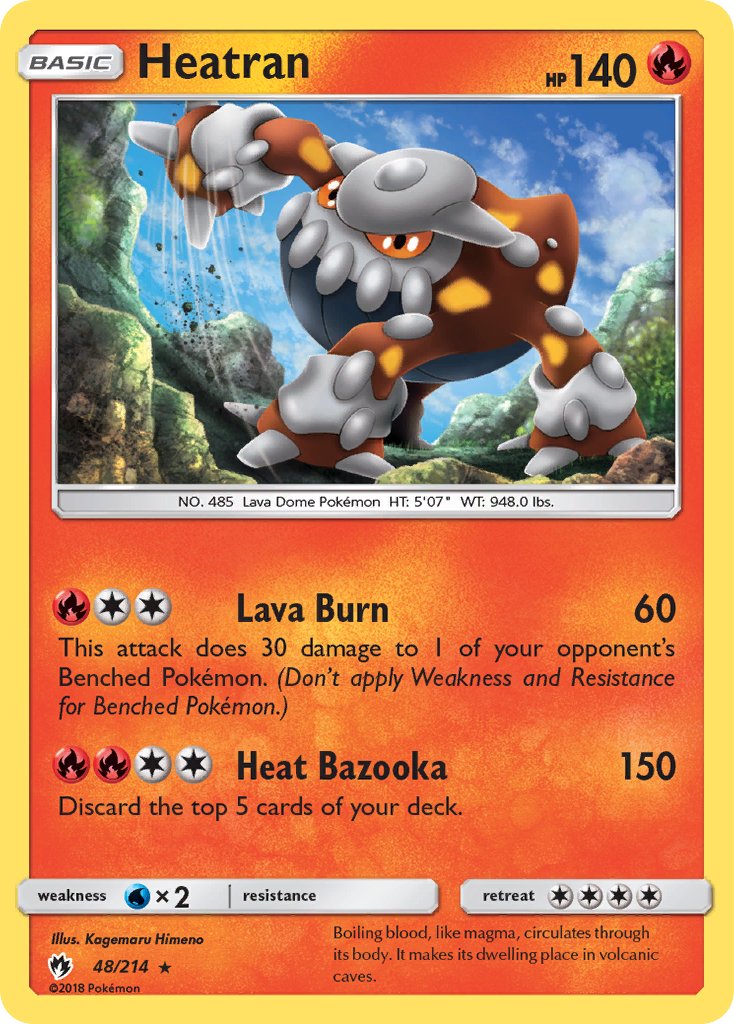 BASIC Heatran HP 140
NO. 485 Lava Dome Pokémon HT: 5'07" WT: 948.0 lbs.
Lava Burn 60
This attack does 30 damage to 1 of your opponent's
Benched Pokémon. (Don't apply Weakness and Resistance
for Benched Pokémon.)
Heat Bazooka 150
Discard the top 5 cards of your deck.
weakness × 2 resistance retreat
Illus. Kagemaru Himeno
48/214 ★
©2018 Pokémon
Boiling blood, like magma, circulates through
its body. It makes its dwelling place in volcanic
caves.